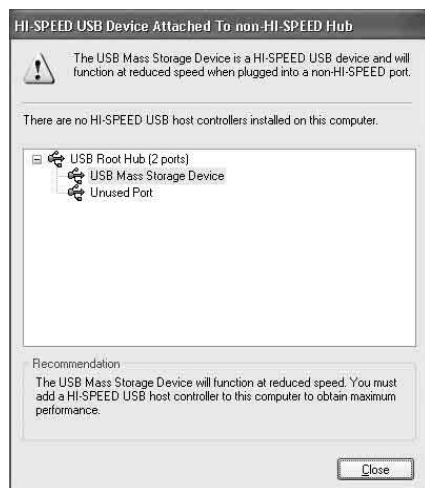 HI-SPEED USB Device Attached To non-HI-SPEED Hub
The USB Mass Storage Device is a HI-SPEED USB device and will
function at reduced speed when plugged into a non-HI-SPEED port.
There are no HI-SPEED USB host controllers installed on this computer.
USB Root Hub (2 ports)
USB Mass Storage Device
Unused Port
Recommendation
The USB Mass Storage Device will function at reduced speed. You must
add a HI-SPEED USB host controller to this computer to obtain maximum
performance.
Close